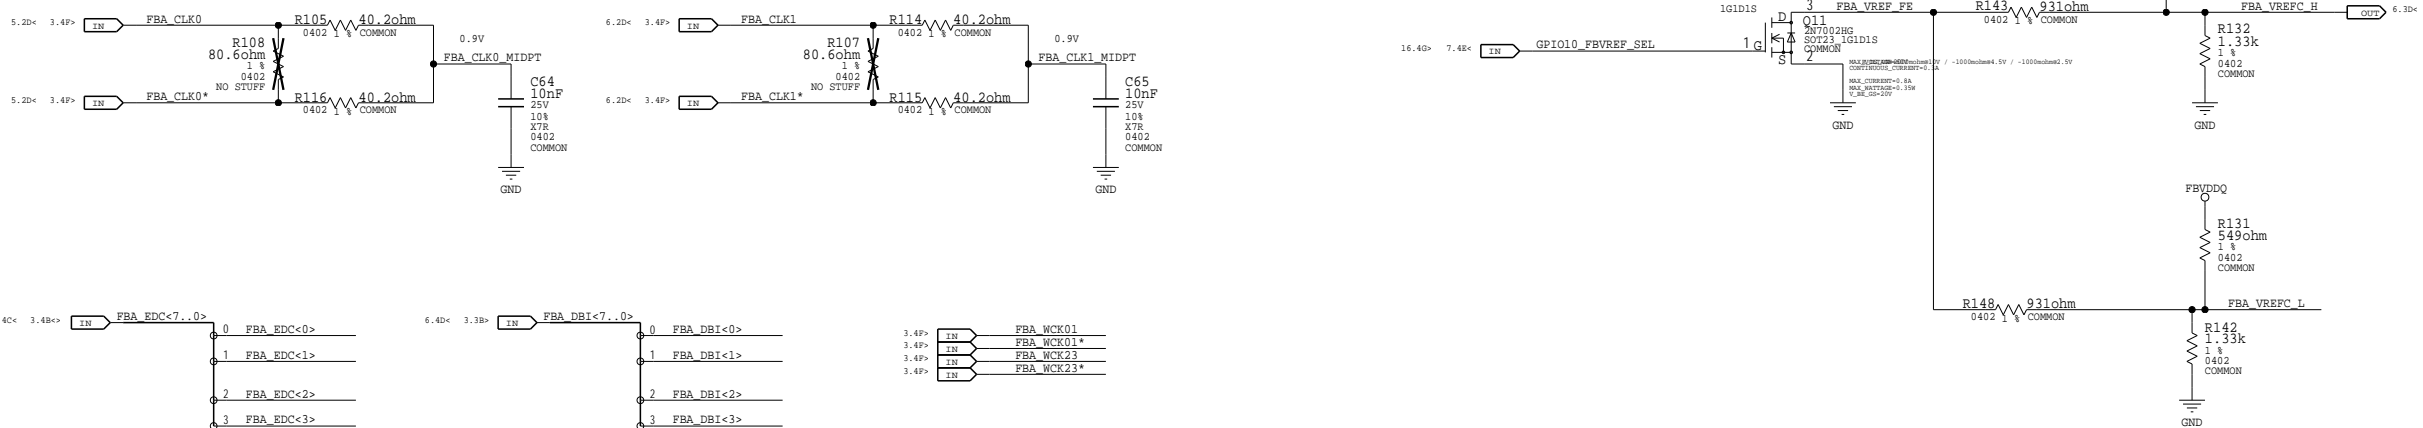 5.2D< 3.4F> IN FBA_CLK0
R105 40.2ohm
0402 1 % COMMON
R108
80.6ohm
1 %
0402
NO STUFF
0.9V
FBA_CLK0_MIDPT
5.2D< 3.4F> IN FBA_CLK0*
R116 40.2ohm
0402 1 % COMMON
C64
10nF
25V
10%
X7R
0402
COMMON
GND
6.2D< 3.4F> IN FBA_CLK1
R114 40.2ohm
0402 1 % COMMON
R107
80.6ohm
1 %
0402
NO STUFF
0.9V
FBA_CLK1_MIDPT
6.2D< 3.4F> IN FBA_CLK1*
R115 40.2ohm
0402 1 % COMMON
C65
10nF
25V
10%
X7R
0402
COMMON
GND
1G1D1S
3 FBA_VREF_FE
D
Q11
2N7002HG
SOT23_1G1D1S
COMMON
16.4G> 7.4E< IN GPIO10_FBVREF_SEL 1 G
S 2
/ -1000mohm@4.5V / -1000mohm@2.5V
MAX_CURRENT=0.8A
MAX_WATTAGE=0.35W
V_BE_GS=20V
GND
R143 931ohm
0402 1 % COMMON
FBA_VREFC_H OUT 6.3D<
R132
1.33k
1 %
0402
COMMON
GND
FBVDDQ
R131
549ohm
1 %
0402
COMMON
R148 931ohm
0402 1 % COMMON
FBA_VREFC_L
R142
1.33k
1 %
0402
COMMON
GND
4C< 3.4B<> IN FBA_EDC<7..0>
0 FBA_EDC<0>
1 FBA_EDC<1>
2 FBA_EDC<2>
3 FBA_EDC<3>
6.4D< 3.3B> IN FBA_DBI<7..0>
0 FBA_DBI<0>
1 FBA_DBI<1>
2 FBA_DBI<2>
3 FBA_DBI<3>
3.4F> IN FBA_WCK01
3.4F> IN FBA_WCK01*
3.4F> IN FBA_WCK23
3.4F> IN FBA_WCK23*